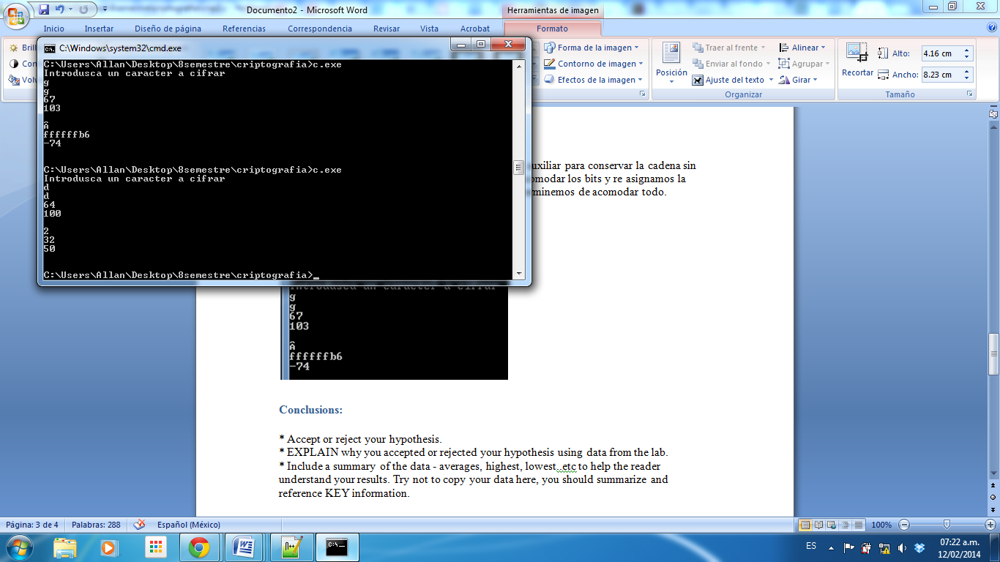 Documento2 - Microsoft Word
Herramientas de imagen
Inicio
Insertar
Diseño de página
Referencias
Correspondencia
Revisar
Vista
Acrobat
Formato
Forma de la imagen
Contorno de imagen
Efectos de la imagen
Posición
Traer al frente
Enviar al fondo
Ajuste del texto
Alinear
Agrupar
Girar
Organizar
Recortar
Alto:
4.16 cm
Ancho:
8.23 cm
Tamaño
C:\Windows\system32\cmd.exe
C:\Users\Allan\Desktop\8semestre\criptografia>c.exe
Introdusca un caracter a cifrar
g
g
67
103
Â
ffffffb6
-74
C:\Users\Allan\Desktop\8semestre\criptografia>c.exe
Introdusca un caracter a cifrar
d
d
64
100
2
32
50
C:\Users\Allan\Desktop\8semestre\criptografia>_
para conservar la cadena sin
los bits y re asignamos la
de acomodar todo.
Introdusca un caracter a cifrar
g
g
67
103
Â
ffffffb6
-74
Conclusions:
* Accept or reject your hypothesis.
* EXPLAIN why you accepted or rejected your hypothesis using data from the lab.
* Include a summary of the data - averages, highest, lowest..etc to help the reader
understand your results. Try not to copy your data here, you should summarize and
reference KEY information.
Página: 3 de 4
Palabras: 288
Español (México)
100%
ES
07:22 a.m.
12/02/2014